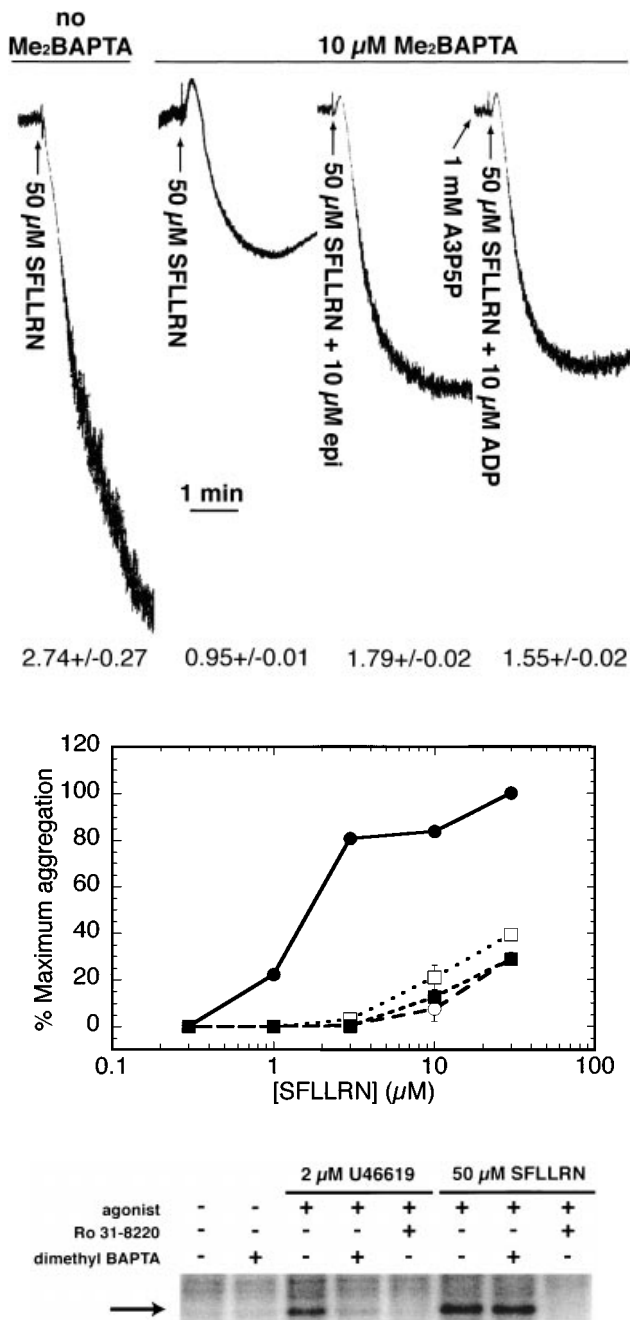 no
Me₂BAPTA
10 µM Me₂BAPTA
50 µM SFLLRN
50 µM SFLLRN
50 µM SFLLRN + 10 µM epi
1 mM A3P5P
50 µM SFLLRN + 10 µM ADP
1 min
2.74+/-0.27 0.95+/-0.01 1.79+/-0.02 1.55+/-0.02
% Maximum aggregation
120
100
80
60
40
20
0
0.1 1 10 100
[SFLLRN] (µM)
2 µM U46619 50 µM SFLLRN
agonist - - + + + + + +
Ro 31-8220 - - - - + - - +
dimethyl BAPTA - + - + - - + -